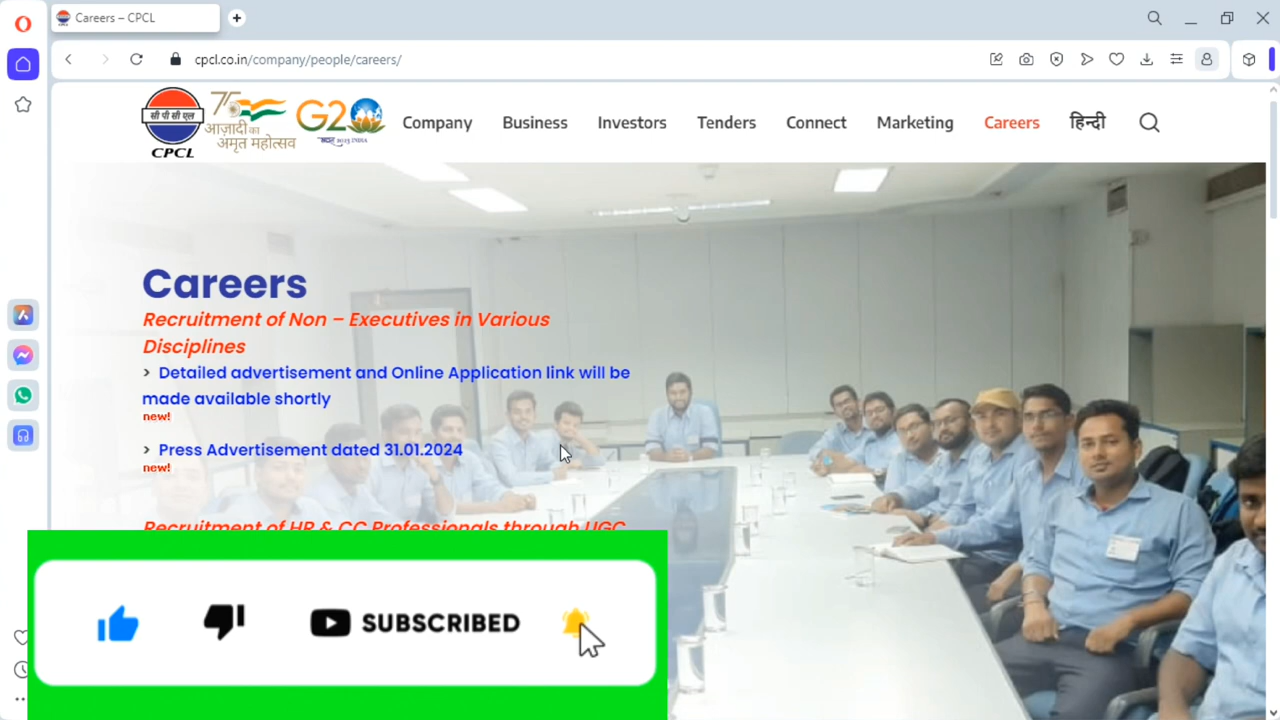 Careers – CPCL
cpcl.co.in/company/people/careers/
सी पी सी एल
CPCL
75
आज़ादी का
अमृत महोत्सव
G20
Company
Business
Investors
Tenders
Connect
Marketing
Careers
हिन्दी
Careers
Recruitment of Non – Executives in Various
Disciplines
> Detailed advertisement and Online Application link will be
made available shortly
new!
> Press Advertisement dated 31.01.2024
new!
Recruitment of HR & CC Professionals through UGC
SUBSCRIBED